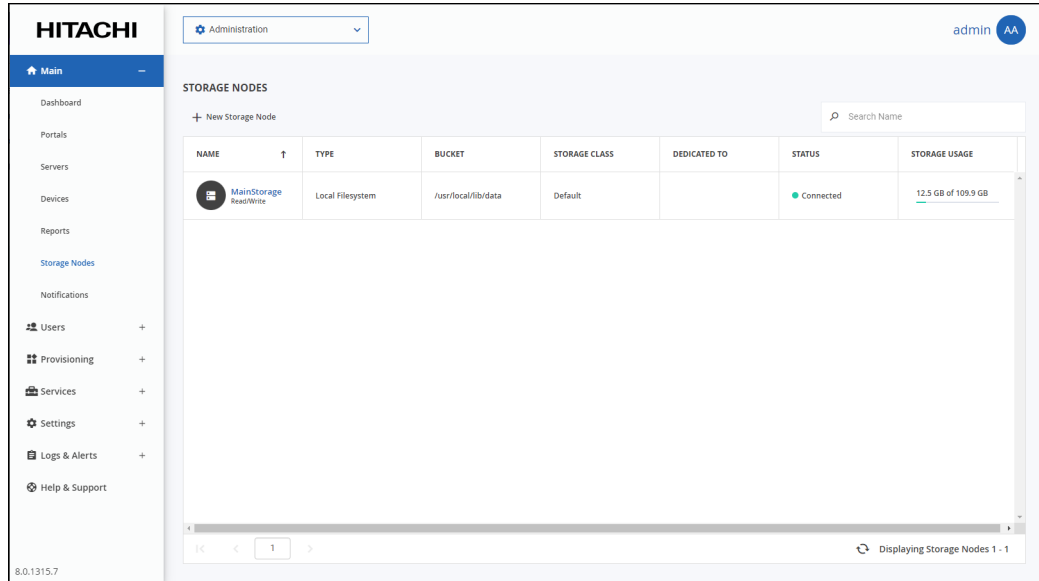 HITACHI
Administration
admin AA
Main
Dashboard
Portals
Servers
Devices
Reports
Storage Nodes
Notifications
Users
Provisioning
Services
Settings
Logs & Alerts
Help & Support
8.0.1315.7
STORAGE NODES
New Storage Node
Search Name
NAME TYPE BUCKET STORAGE CLASS DEDICATED TO STATUS STORAGE USAGE
MainStorage Local Filesystem /usr/local/lib/data Default Connected 12.5 GB of 109.9 GB
Read/Write
1
Displaying Storage Nodes 1 - 1